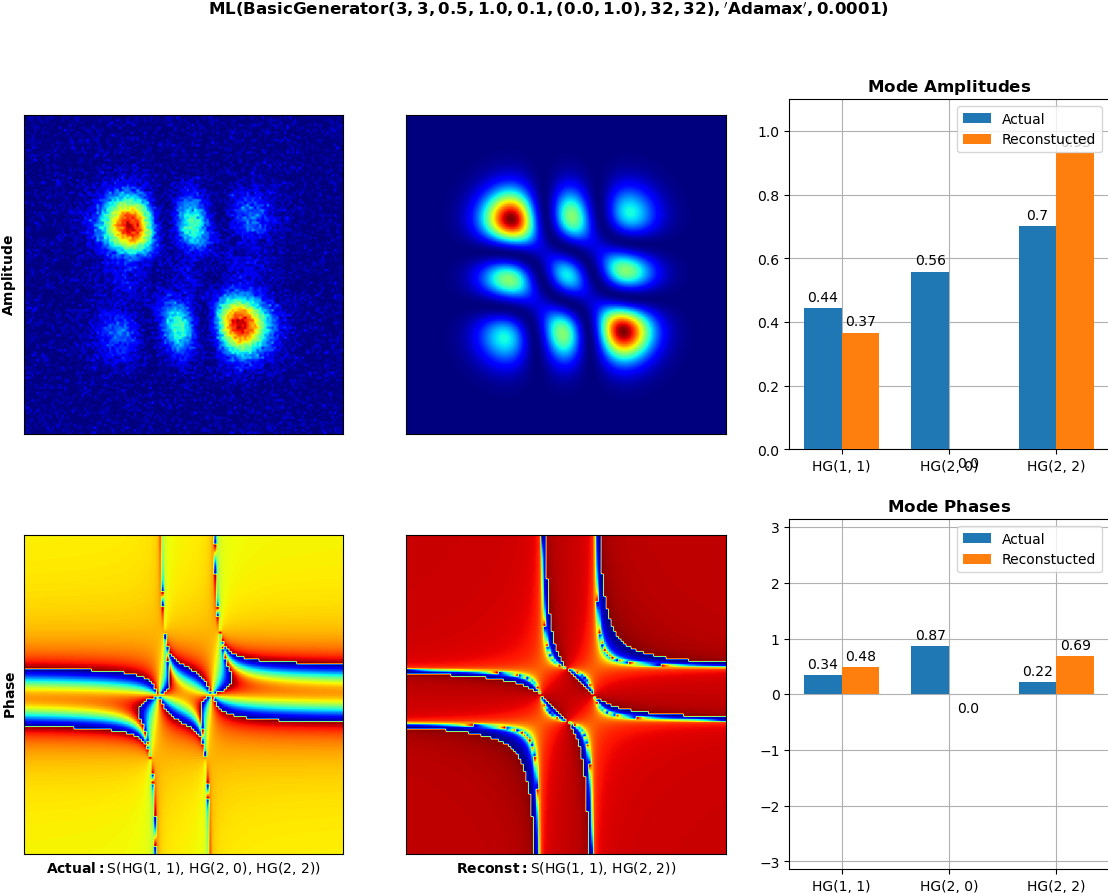 ML(BasicGenerator(3, 3, 0.5, 1.0, 0.1, (0.0, 1.0), 32, 32), 'Adamax', 0.0001)
Amplitude
Mode Amplitudes
Actual
Reconstucted
1.0
0.8
0.6
0.4
0.2
0.0
0.44
0.37
0.56
0.0
0.7
HG(1, 1)
HG(2, 0)
HG(2, 2)
Phase
Actual: S(HG(1, 1), HG(2, 0), HG(2, 2))
Reconst: S(HG(1, 1), HG(2, 2))
Mode Phases
Actual
Reconstucted
3
2
1
0
−1
−2
−3
0.34
0.48
0.87
0.0
0.22
0.69
HG(1, 1)
HG(2, 0)
HG(2, 2)